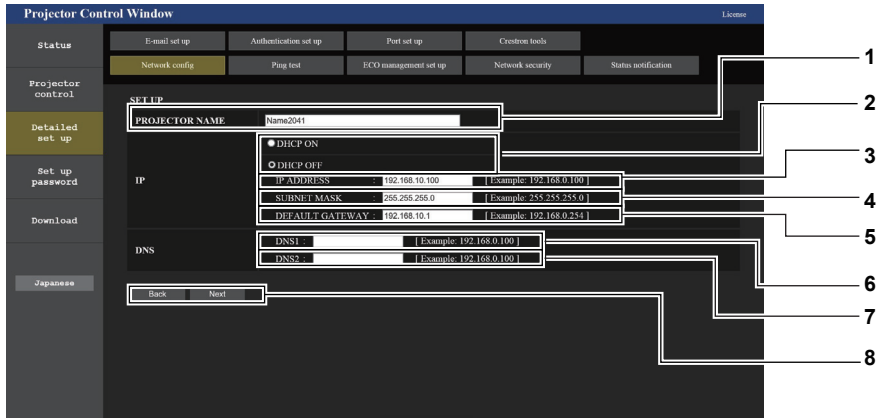 Projector Control Window License
Status
E-mail set up Authentication set up Port set up Crestron tools
Network config Ping test ECO management set up Network security Status notification
Projector
control
Detailed
set up
Set up
password
Download
Japanese
SET UP
PROJECTOR NAME Name2041
IP
DHCP ON
DHCP OFF
IP ADDRESS : 192.168.10.100 [ Example: 192.168.0.100 ]
SUBNET MASK : 255.255.255.0 [ Example: 255.255.255.0 ]
DEFAULT GATEWAY : 192.168.10.1 [ Example: 192.168.0.254 ]
DNS
DNS1 : [ Example: 192.168.0.100 ]
DNS2 : [ Example: 192.168.0.100 ]
Back Next
1
2
3
4
5
6
7
8